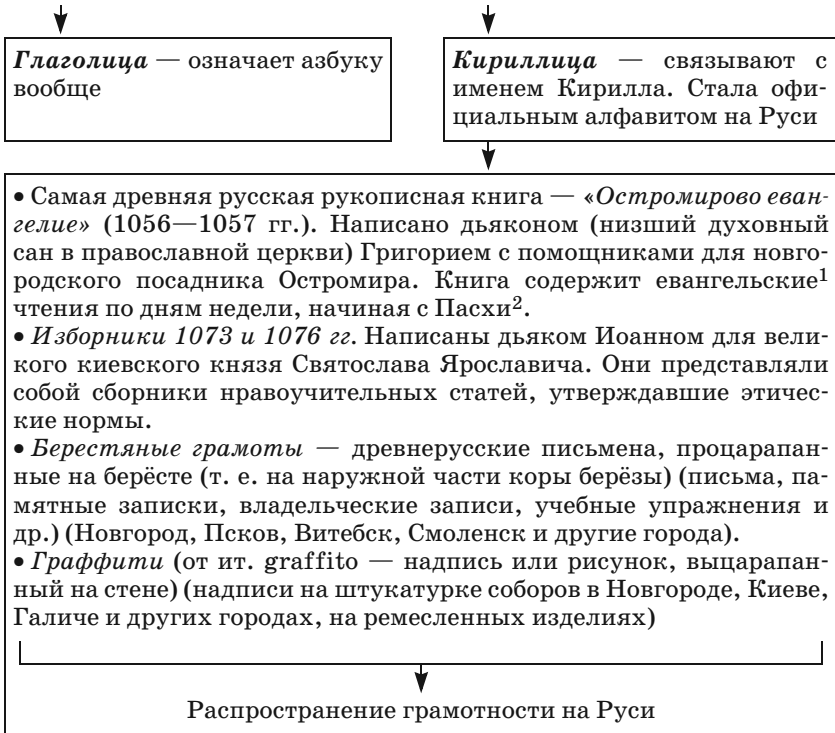 Глаголица — означает азбуку
вообще
Кириллица — связывают с
именем Кирилла. Стала офи-
циальным алфавитом на Руси
• Самая древняя русская рукописная книга — «Остромирово еван-
гелие» (1056—1057 гг.). Написано дьяконом (низший духовный
сан в православной церкви) Григорием с помощниками для новго-
родского посадника Остромира. Книга содержит евангельские¹
чтения по дням недели, начиная с Пасхи².
• Изборники 1073 и 1076 гг. Написаны дьяком Иоанном для вели-
кого киевского князя Святослава Ярославича. Они представляли
собой сборники нравоучительных статей, утверждавшие этичес-
кие нормы.
• Берестяные грамоты — древнерусские письмена, процарапан-
ные на берёсте (т. е. на наружной части коры берёзы) (письма, па-
мятные записки, владельческие записи, учебные упражнения и
др.) (Новгород, Псков, Витебск, Смоленск и другие города).
• Граффити (от ит. graffito — надпись или рисунок, выцарапан-
ный на стене) (надписи на штукатурке соборов в Новгороде, Киеве,
Галиче и других городах, на ремесленных изделиях)
Распространение грамотности на Руси